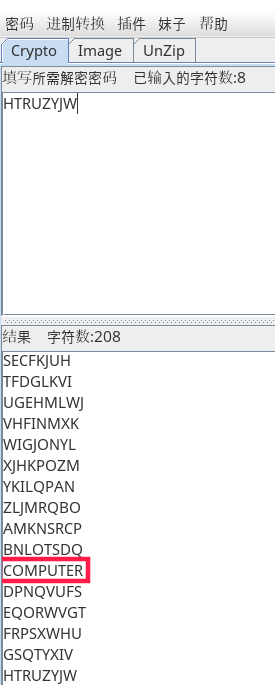 密码 进制转换 插件 妹子 帮助
Crypto Image UnZip
填写所需解密密码 已输入的字符数:8
HTRUZYJW
结果 字符数:208
SECFKJUH
TFDGLKVI
UGEHMLWJ
VHFINMXK
WIGJONYL
XJHKPOZM
YKILQPAN
ZLJMRQBO
AMKNSRCP
BNLOTSDQ
COMPUTER
DPNQVUFS
EQORWVGT
FRPSXWHU
GSQTYXIV
HTRUZYJW